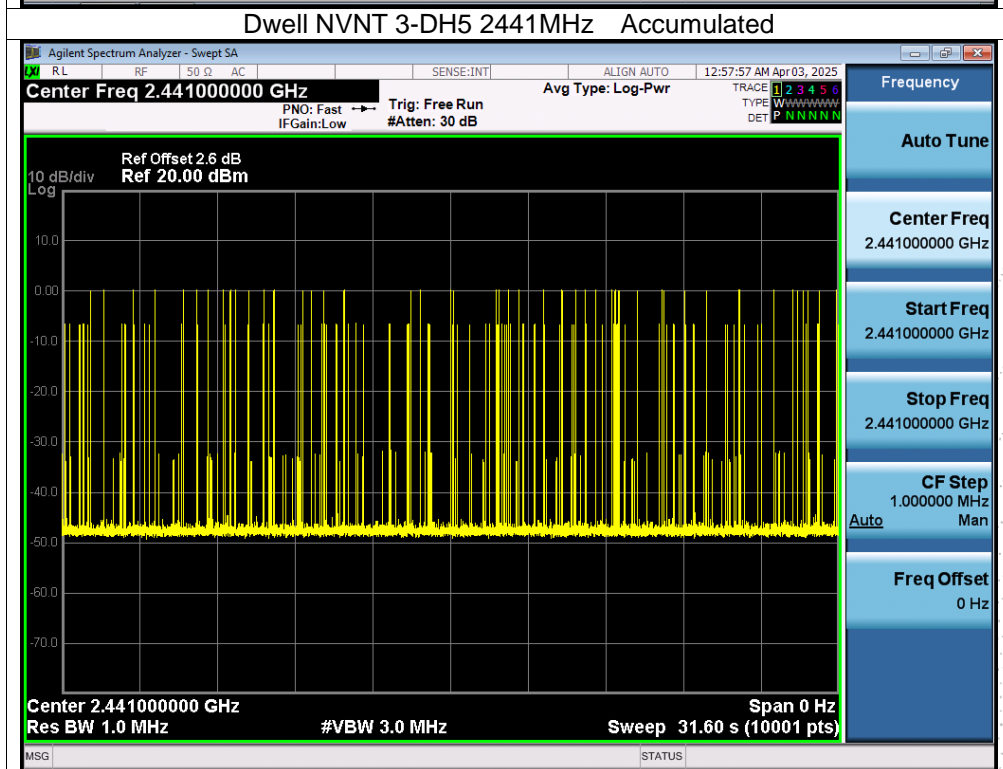 Dwell NVNT 3-DH5 2441MHz Accumulated
Agilent Spectrum Analyzer - Swept SA
LXI RL RF 50 Ω AC SENSE:INT ALIGN AUTO 12:57:57 AM Apr 03, 2025
Center Freq 2.441000000 GHz
PNO: Fast
IFGain:Low
Trig: Free Run
#Atten: 30 dB
Avg Type: Log-Pwr
TRACE 1 2 3 4 5 6
TYPE WWWWWWW
DET P N N N N N
Frequency
Ref Offset 2.6 dB
10 dB/div Ref 20.00 dBm
Log
10.0
0.00
-10.0
-20.0
-30.0
-40.0
-50.0
-60.0
-70.0
Center 2.441000000 GHz Span 0 Hz
Res BW 1.0 MHz #VBW 3.0 MHz Sweep 31.60 s (10001 pts)
Auto Tune
Center Freq
2.441000000 GHz
Start Freq
2.441000000 GHz
Stop Freq
2.441000000 GHz
CF Step
1.000000 MHz
Auto Man
Freq Offset
0 Hz
MSG STATUS